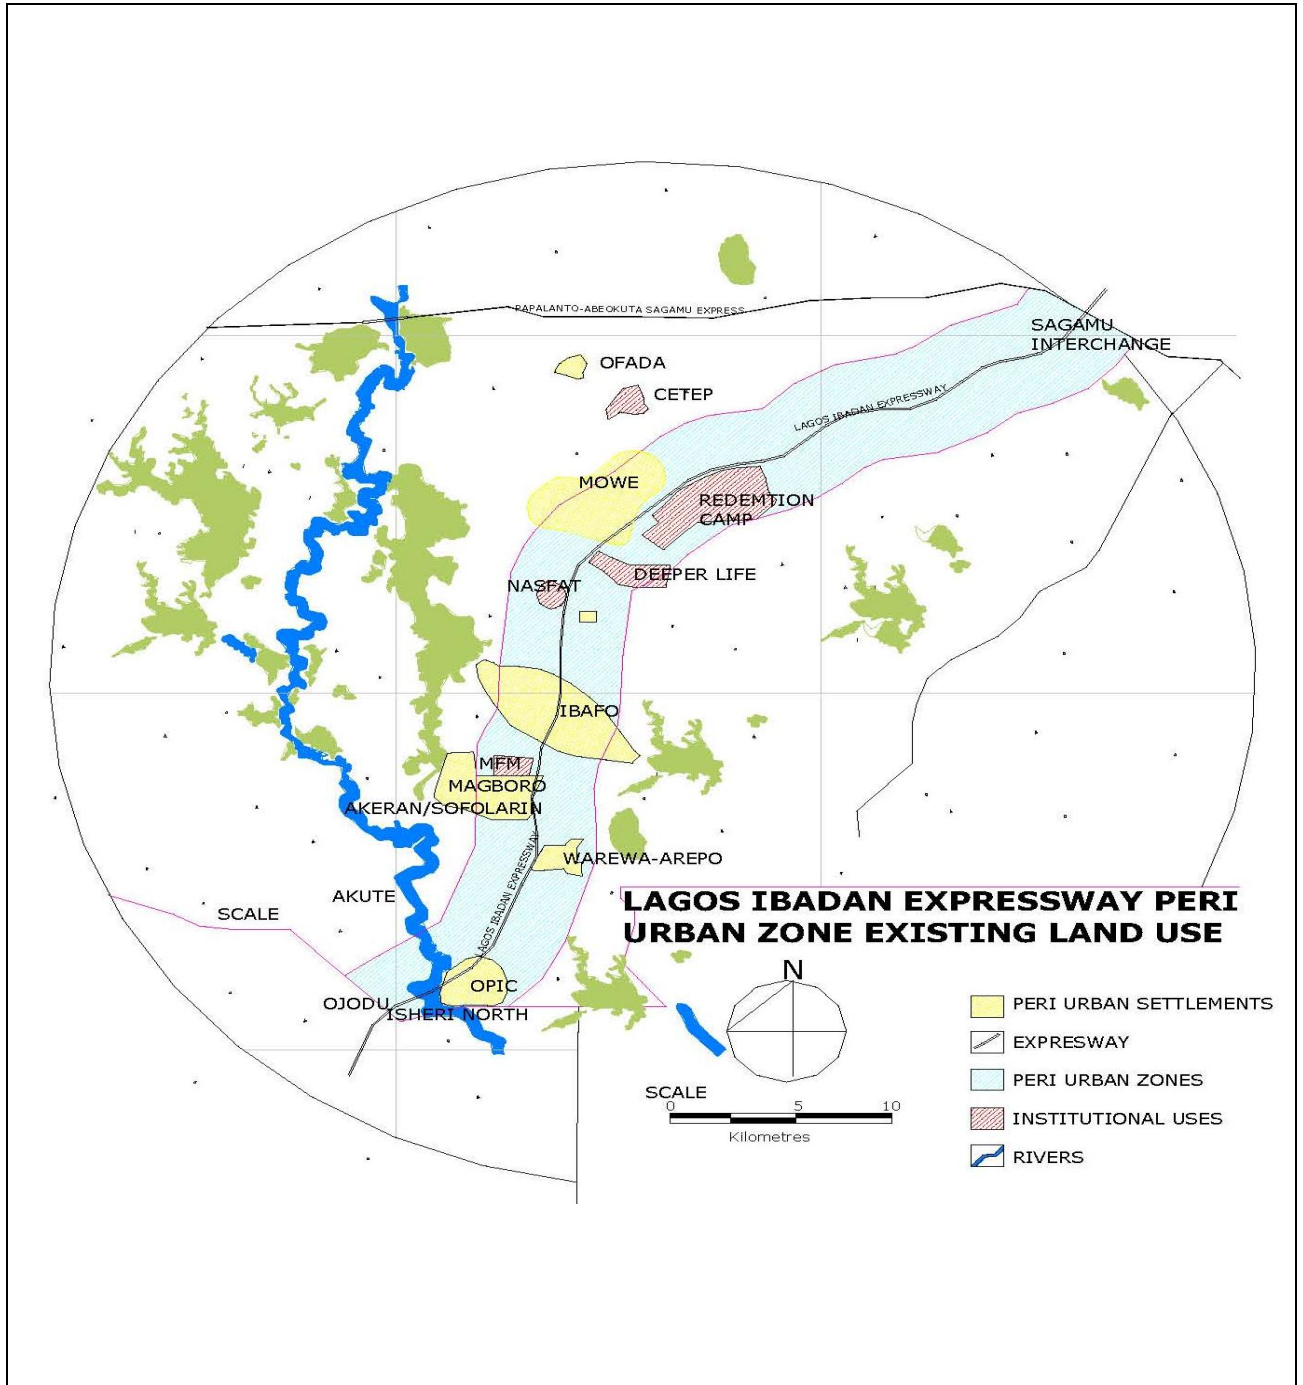 PAPALANTO-ABEOKUTA SAGAMU EXPRESS
SAGAMU
INTERCHANGE
OFADA
CETEP
LAGOS IBADAN EXPRESSWAY
MOWE
REDEMTION
CAMP
DEEPER LIFE
NASFAT
IBAFO
MFM
MAGBORO
AKERAN/SOFOLARIN
LAGOS IBADAN EXPRESSWAY
WAREWA-AREPO
AKUTE
SCALE
LAGOS IBADAN EXPRESSWAY PERI
URBAN ZONE EXISTING LAND USE
N
OPIC
OJODU
ISHERI NORTH
PERI URBAN SETTLEMENTS
EXPRESWAY
PERI URBAN ZONES
INSTITUTIONAL USES
RIVERS
SCALE
0 5 10
Kilometres